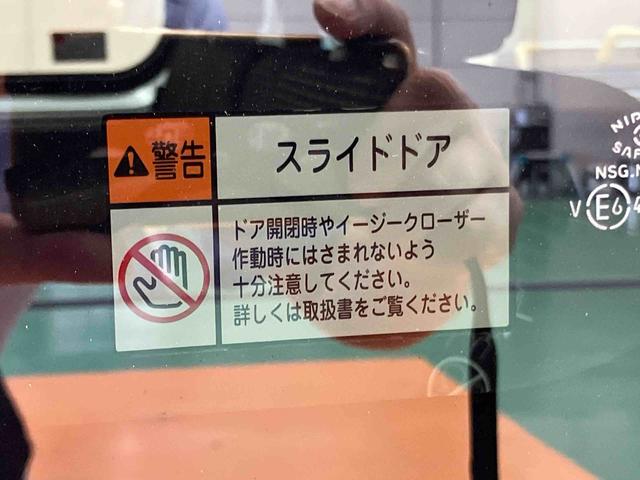 警告
スライドドア
ドア開閉時やイージークローザー
作動時にはさまれないよう
十分注意してください。
詳しくは取扱書をご覧ください。
NSG
V E6